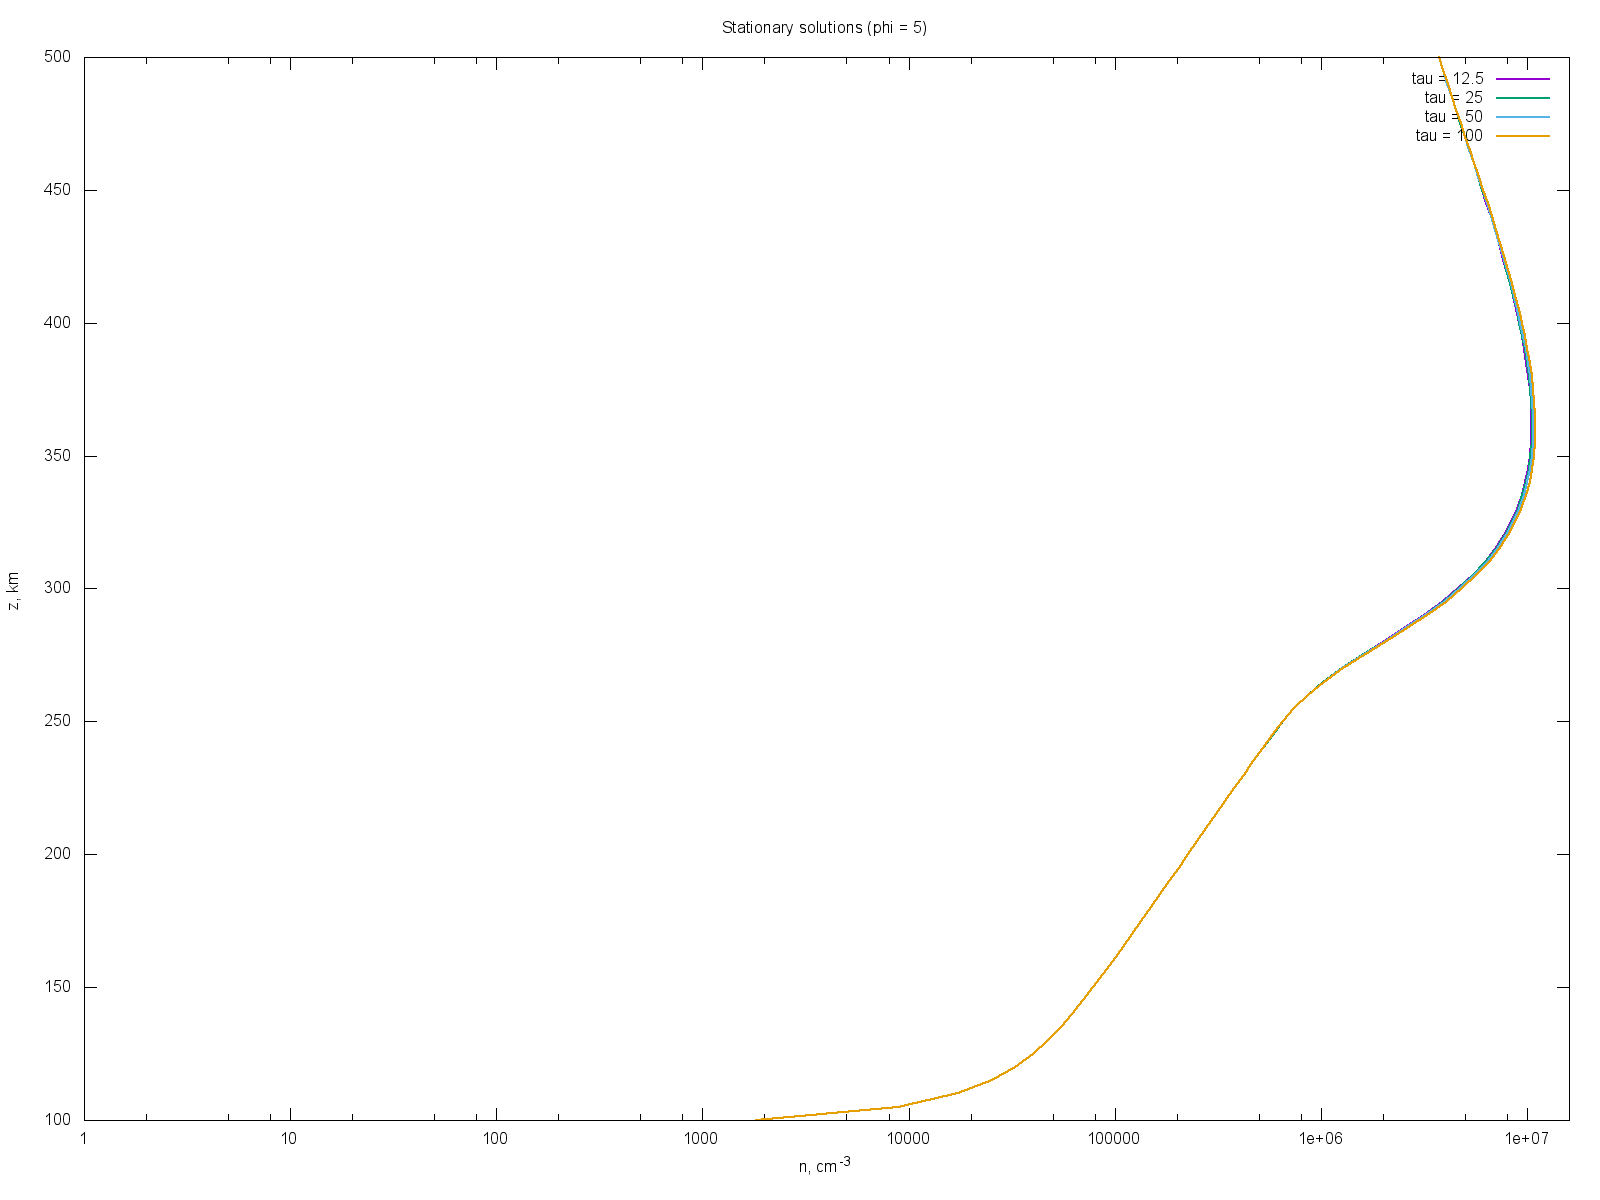 Stationary solutions (phi = 5)
500
450
400
350
300
250
200
150
100
z, km
tau = 12.5
tau = 25
tau = 50
tau = 100
1
10
100
1000
10000
100000
1e+06
1e+07
n, cm-3